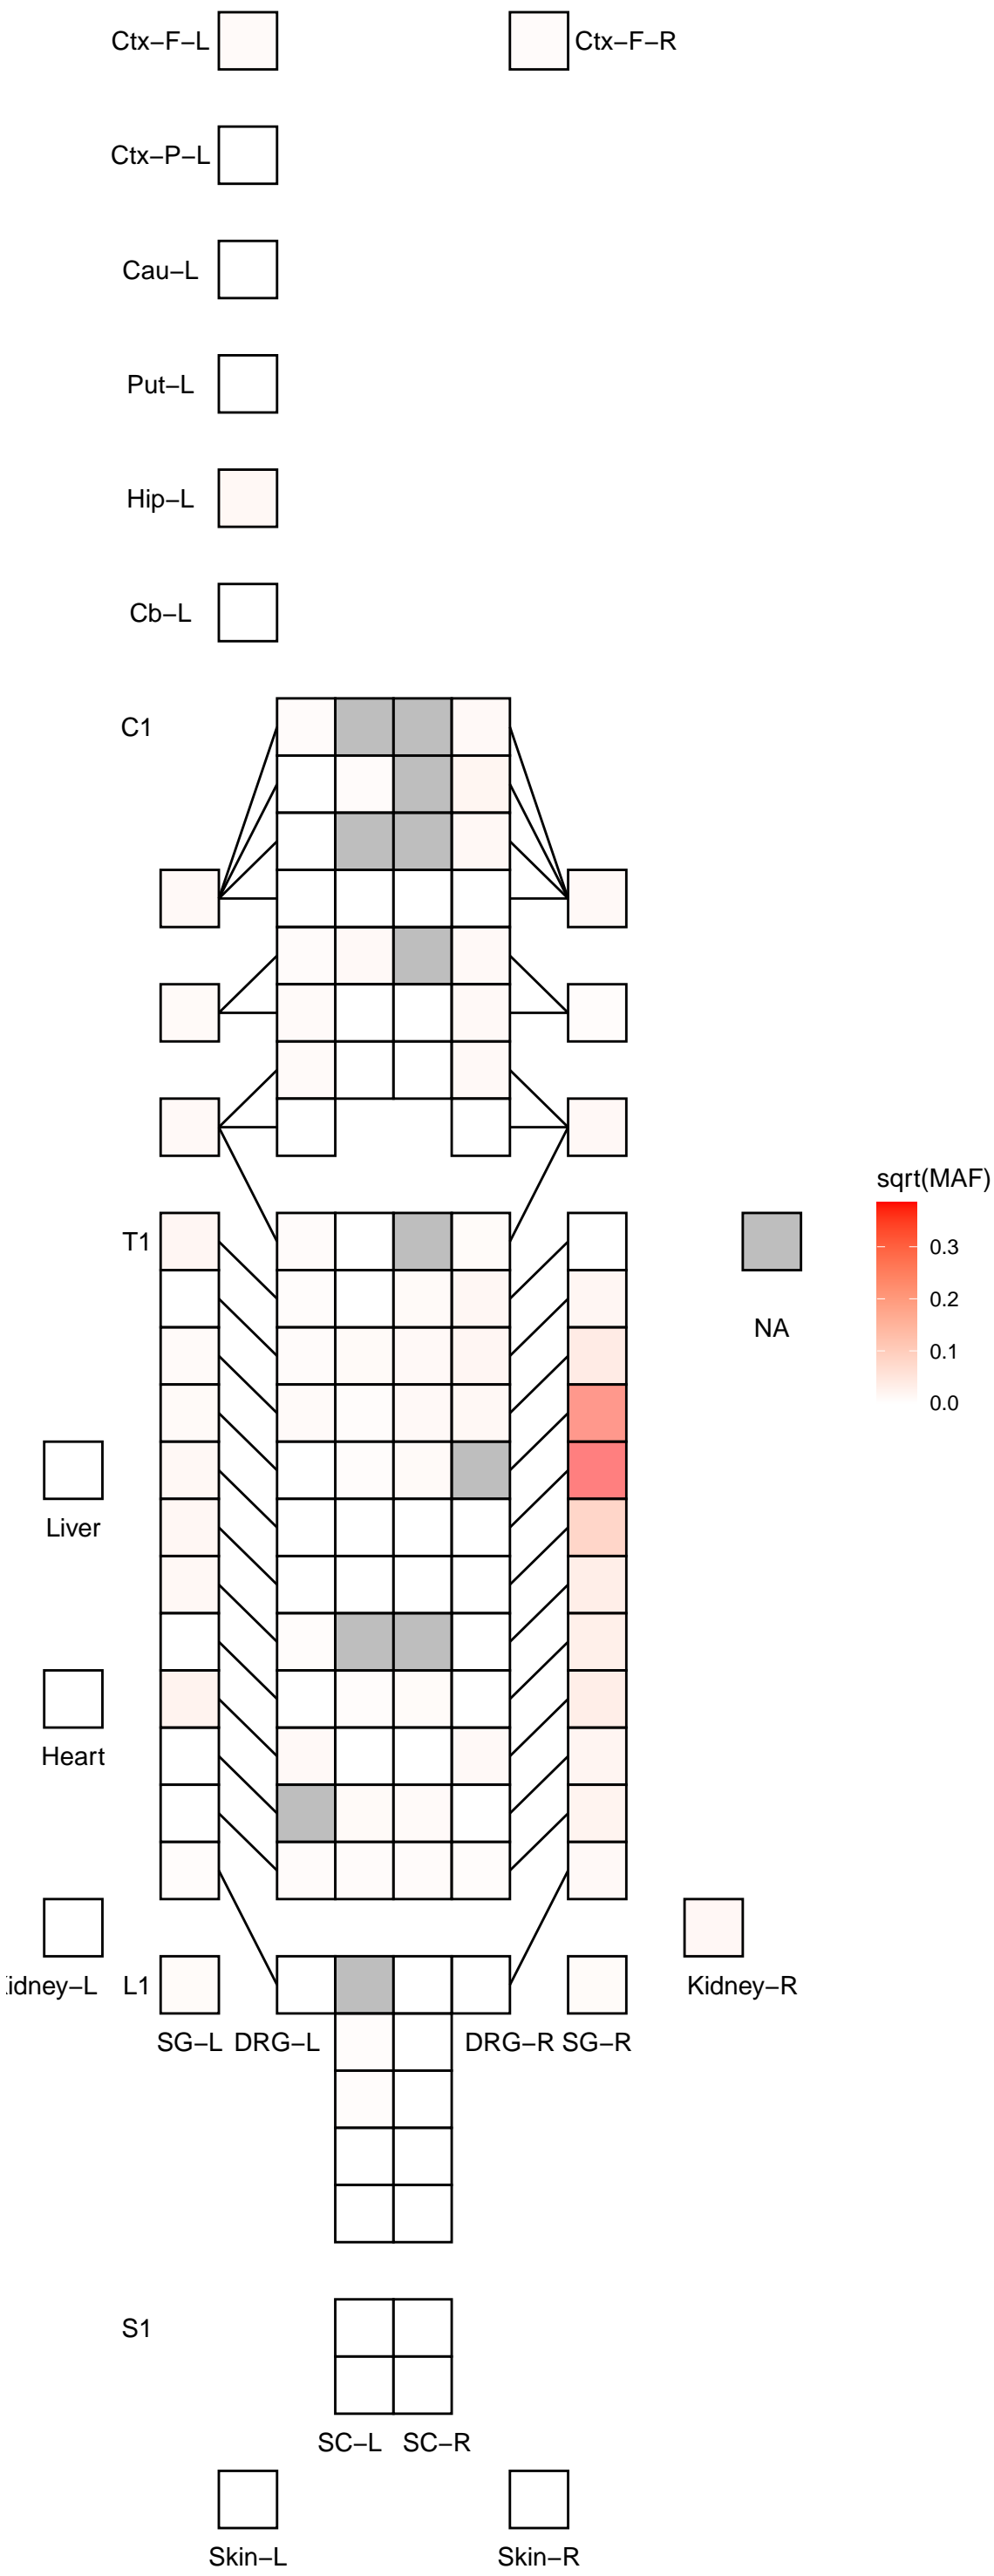 Ctx–F–L
Ctx–F–R
Ctx–P–L
Cau–L
Put–L
Hip–L
Cb–L
C1
sqrt(MAF)
T1
0.3
0.2
NA
0.1
0.0
Liver
Heart
idney–L
L1
Kidney–R
SG–L
DRG–L
DRG–R
SG–R
S1
SC–L
SC–R
Skin–L
Skin–R